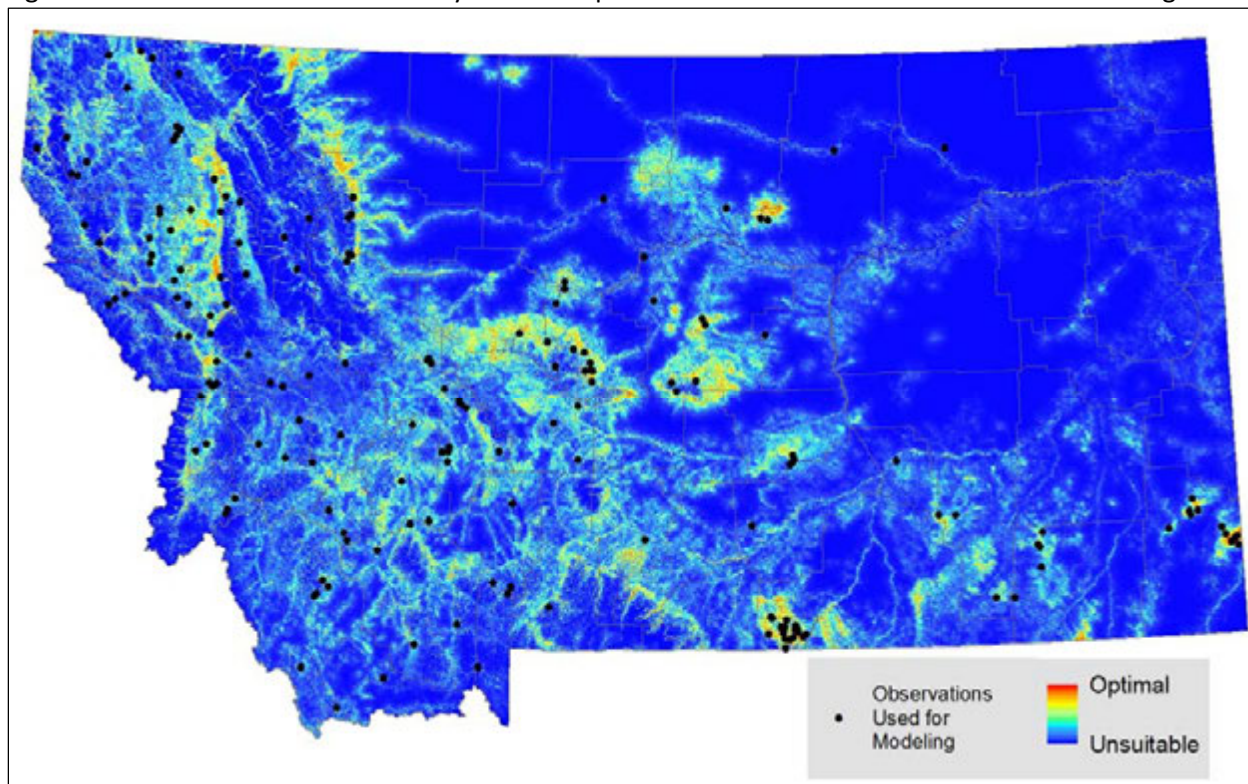 Observations
Used for
Modeling
Optimal
Unsuitable